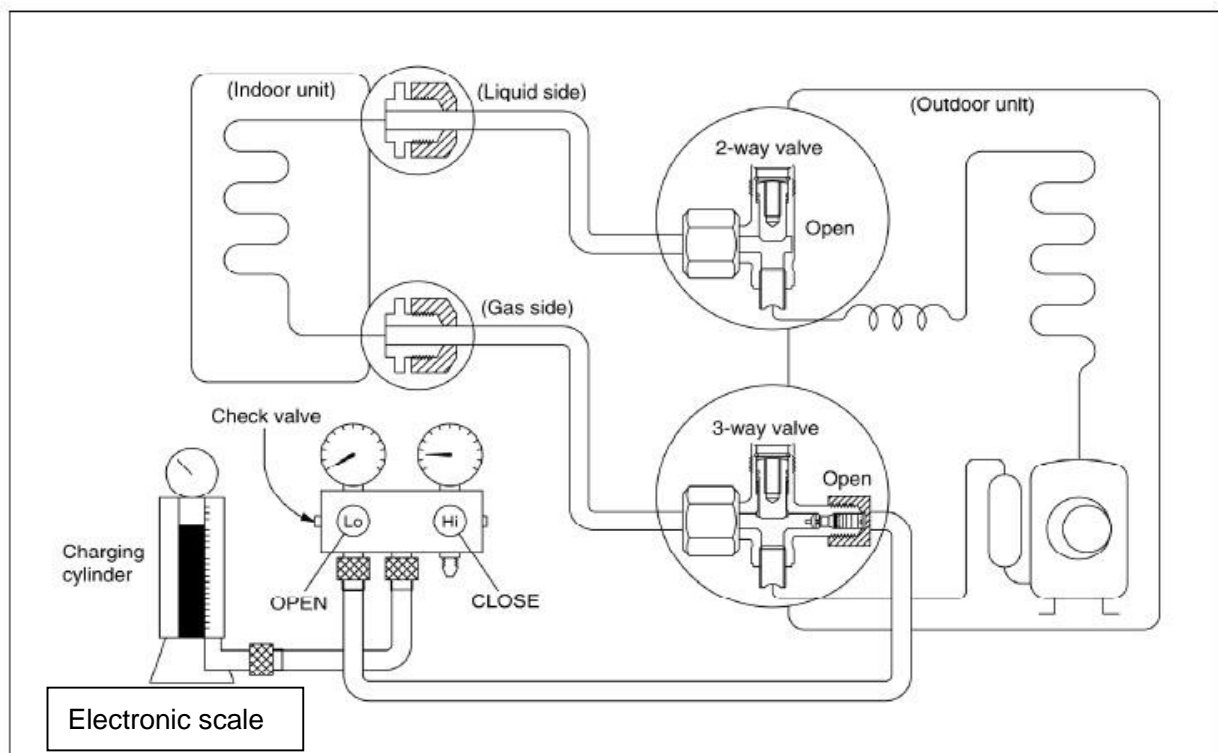 (Indoor unit)
(Liquid side)
(Outdoor unit)
2-way valve
Open
(Gas side)
Check valve
3-way valve
Open
Lo
Hi
Charging
cylinder
OPEN
CLOSE
Electronic scale